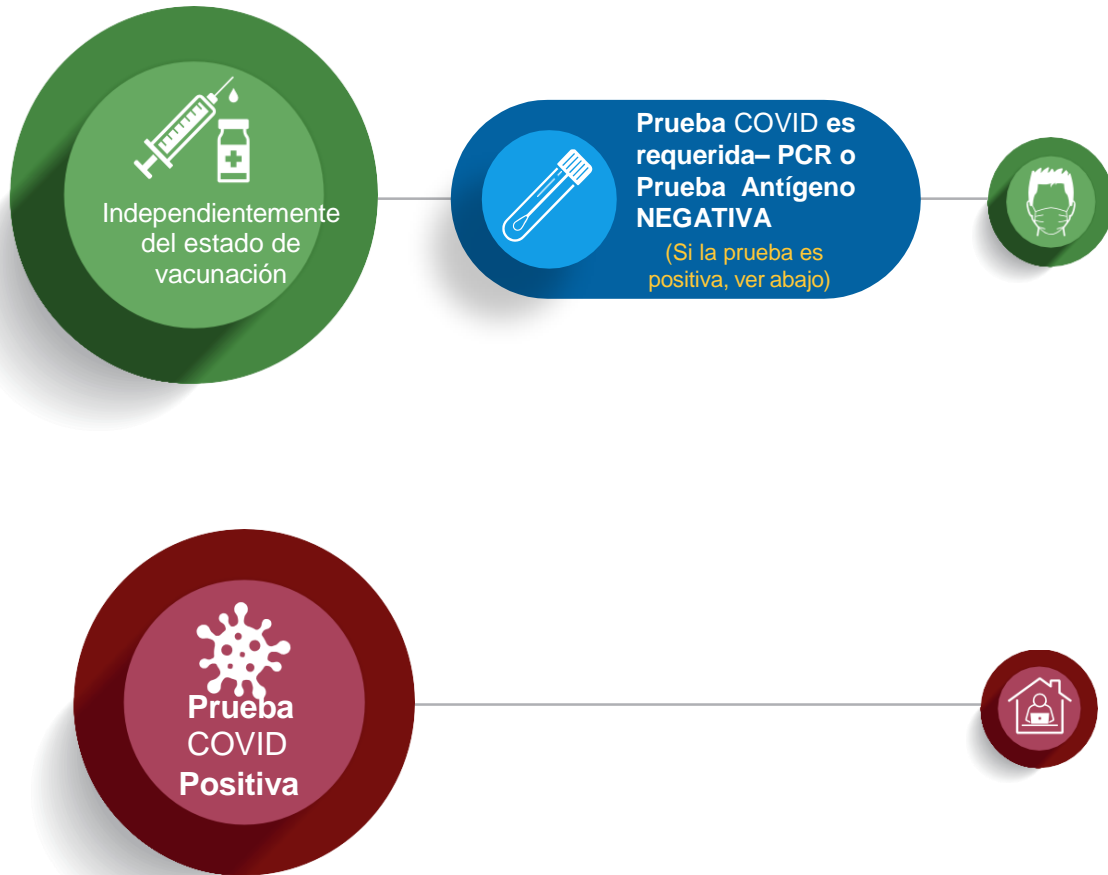 Independientemente
del estado de
vacunación
Prueba COVID es
requerida– PCR o
Prueba Antígeno
NEGATIVA
(Si la prueba es
positiva, ver abajo)
Prueba
COVID
Positiva